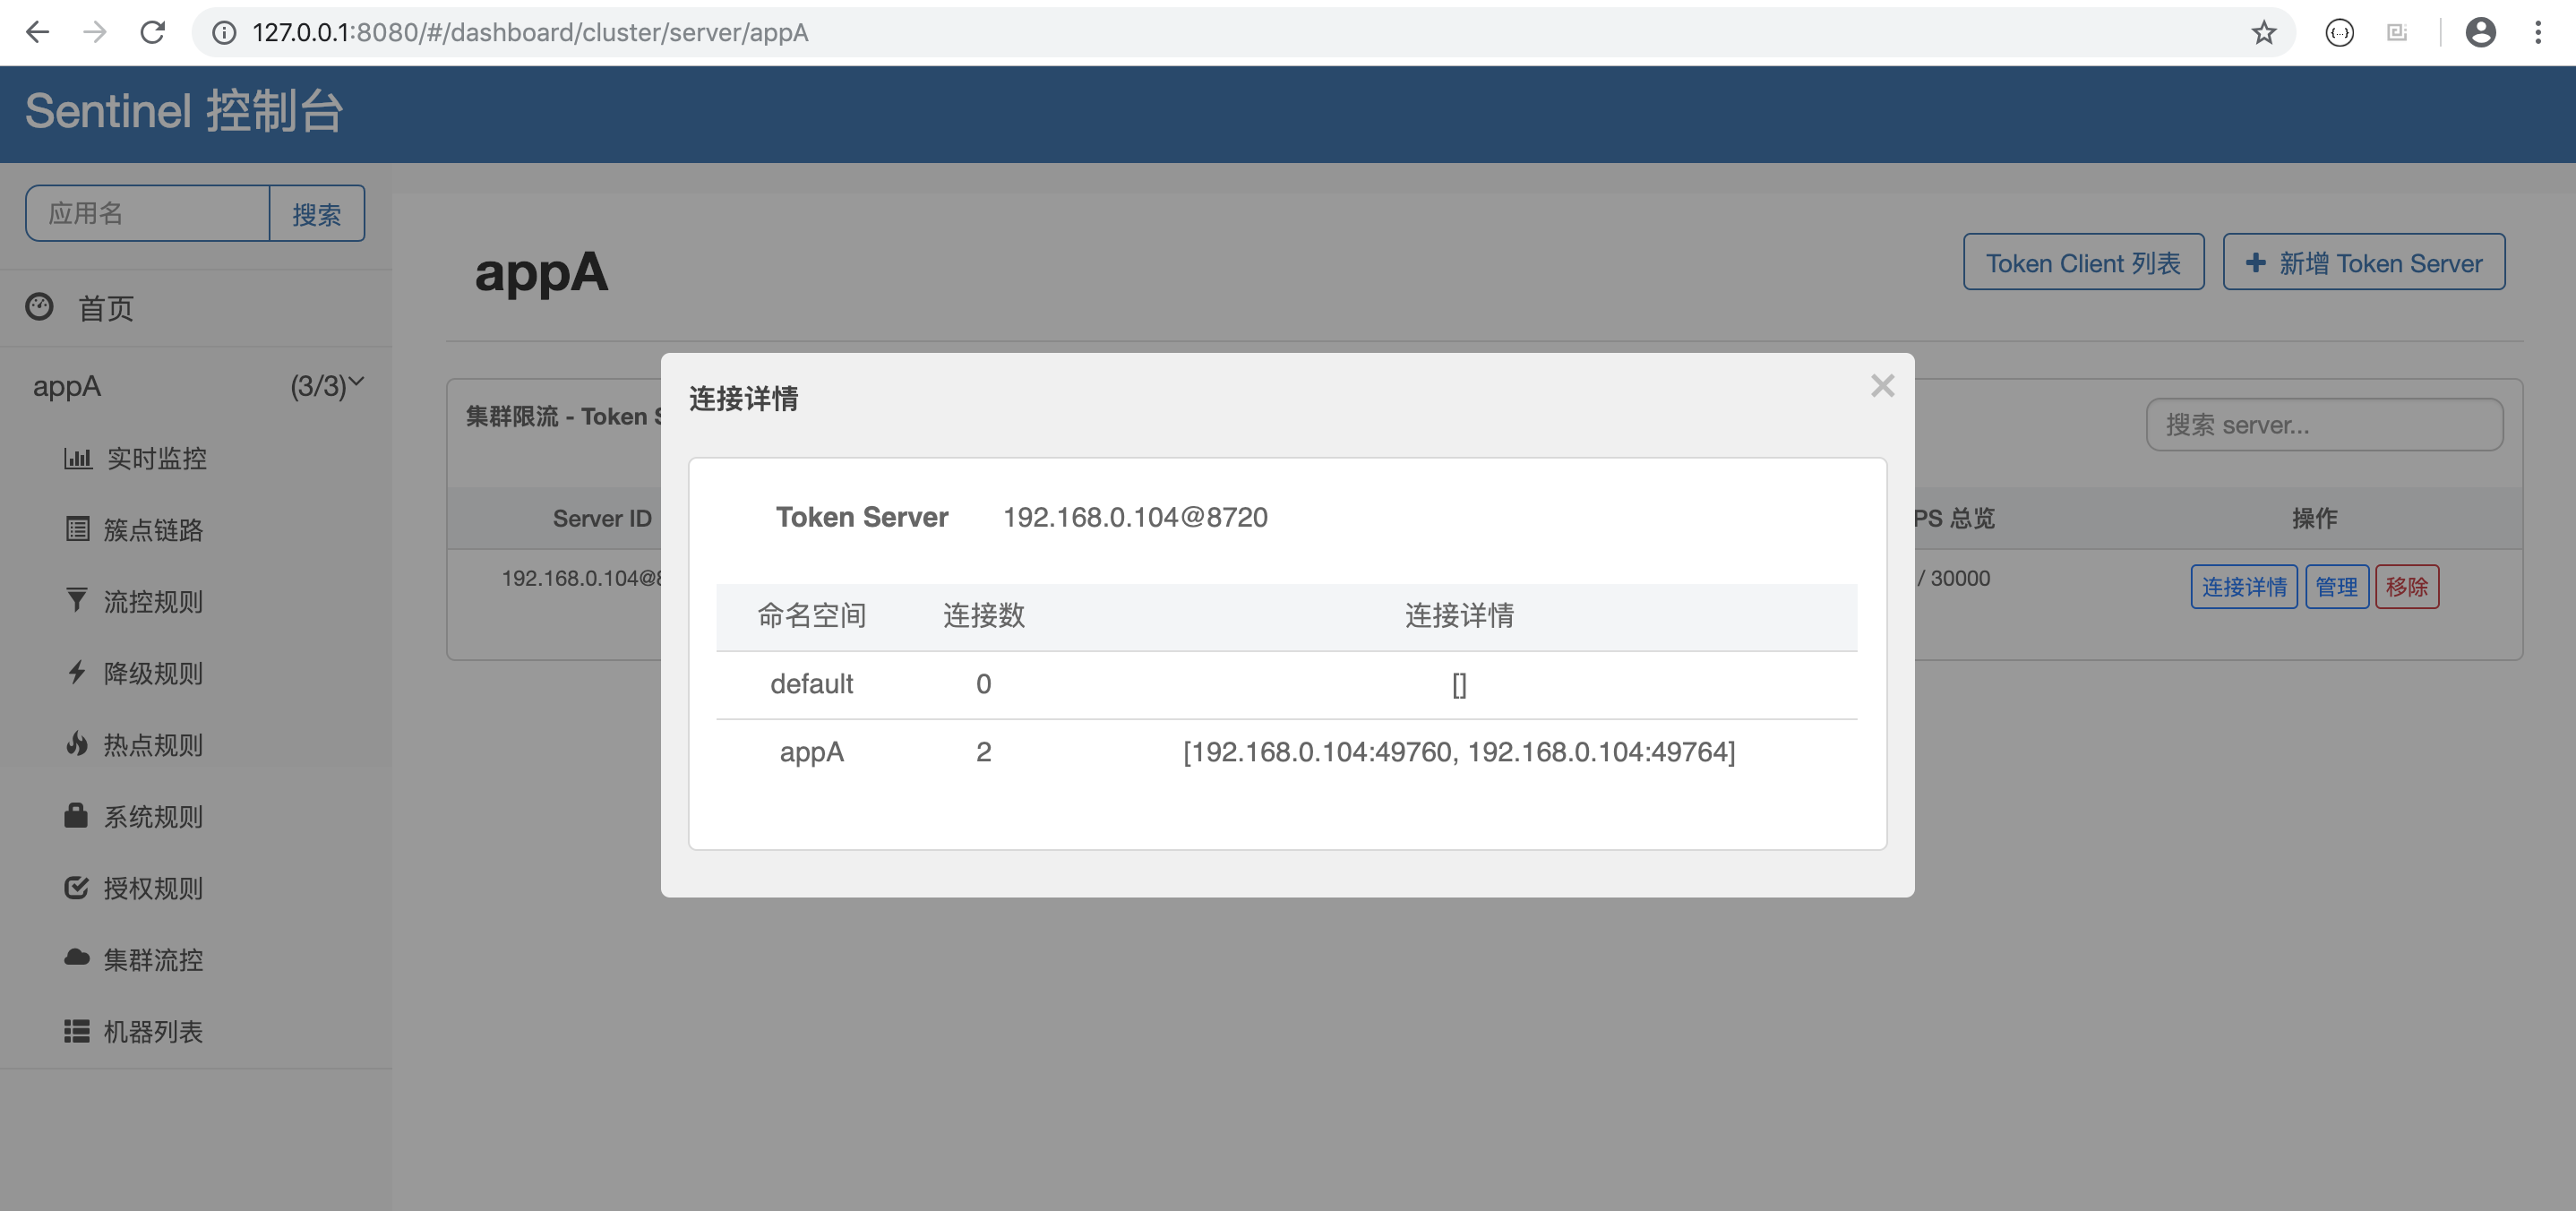 127.0.0.1:8080/#/dashboard/cluster/server/appA
Sentinel 控制台
应用名
搜索
首页
appA (3/3)
实时监控
簇点链路
流控规则
降级规则
热点规则
系统规则
授权规则
集群流控
机器列表
appA
Token Client 列表
新增 Token Server
集群限流 - Token
搜索 server...
Server ID
PS 总览
操作
192.168.0.104@
/ 30000
连接详情
管理
移除
连接详情
Token Server 192.168.0.104@8720
命名空间 连接数 连接详情
default 0 []
appA 2 [192.168.0.104:49760, 192.168.0.104:49764]